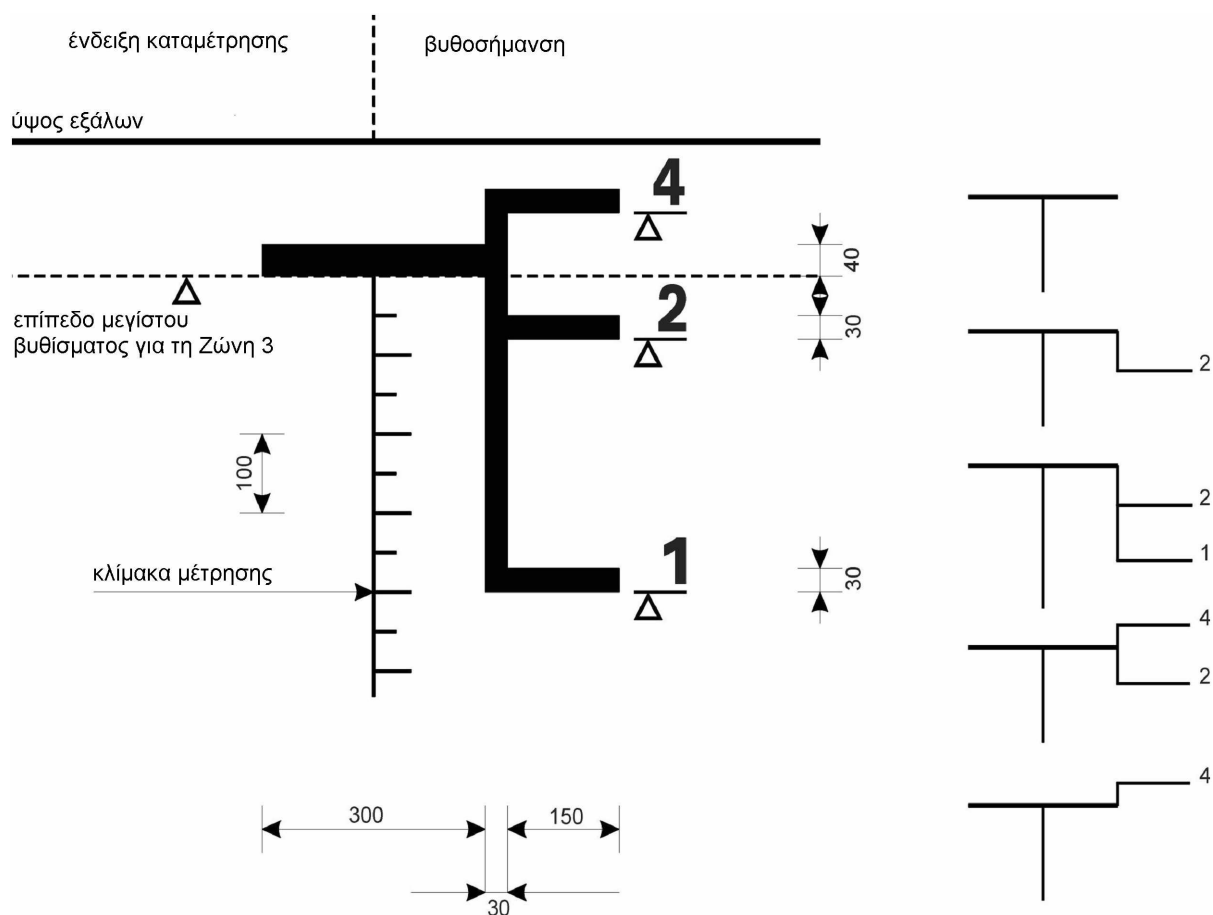 ένδειξη καταμέτρησης
βυθοσήμανση
ύψος εξάλων
4
40
επίπεδο μεγίστου
βυθίσματος για τη Ζώνη 3
2
30
100
κλίμακα μέτρησης
1
30
300
150
30
2
2
1
4
2
4